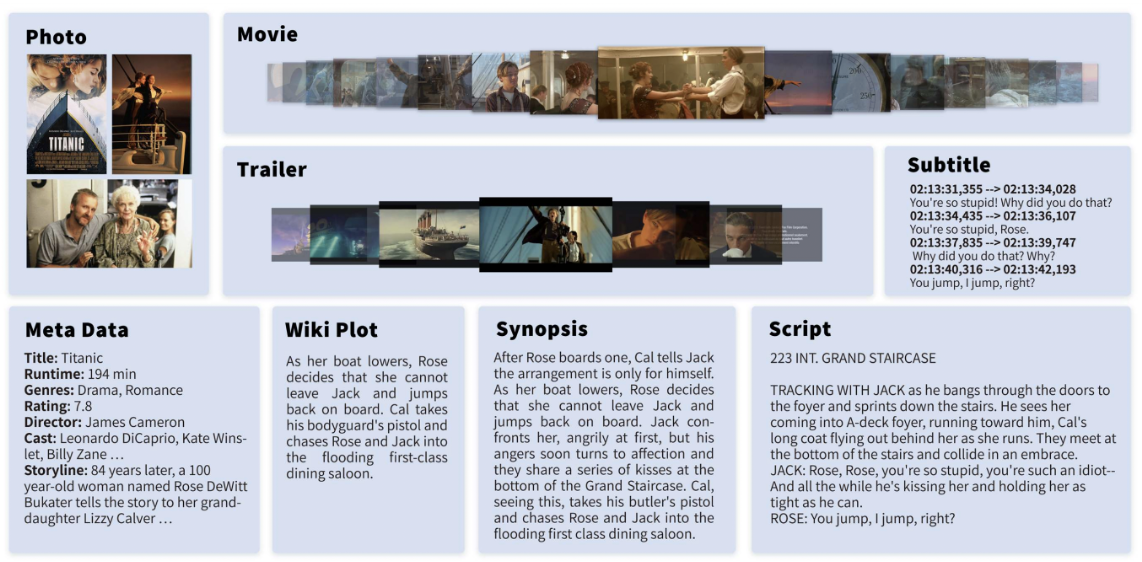 Photo
TITANIC
Movie
Trailer
Subtitle
02:13:31,355 --> 02:13:34,028
You're so stupid! Why did you do that?
02:13:34,435 --> 02:13:36,107
You're so stupid, Rose.
02:13:37,835 --> 02:13:39,747
Why did you do that? Why?
02:13:40,316 --> 02:13:42,193
You jump, I jump, right?
Meta Data
Title: Titanic
Runtime: 194 min
Genres: Drama, Romance
Rating: 7.8
Director: James Cameron
Cast: Leonardo DiCaprio, Kate Wins-
let, Billy Zane …
Storyline: 84 years later, a 100
year-old woman named Rose DeWitt
Bukater tells the story to her grand-
daughter Lizzy Calver …
Wiki Plot
As her boat lowers, Rose
decides that she cannot
leave Jack and jumps
back on board. Cal takes
his bodyguard's pistol and
chases Rose and Jack into
the flooding first-class
dining saloon.
Synopsis
After Rose boards one, Cal tells Jack
the arrangement is only for himself.
As her boat lowers, Rose decides
that she cannot leave Jack and
jumps back on board. Jack con-
fronts her, angrily at first, but his
angers soon turns to affection and
they share a series of kisses at the
bottom of the Grand Staircase. Cal,
seeing this, takes his butler's pistol
and chases Rose and Jack into the
flooding first class dining saloon.
Script
223 INT. GRAND STAIRCASE
TRACKING WITH JACK as he bangs through the doors to
the foyer and sprints down the stairs. He sees her
coming into A-deck foyer, running toward him, Cal's
long coat flying out behind her as she runs. They meet at
the bottom of the stairs and collide in an embrace.
JACK: Rose, Rose, you're so stupid, you're such an idiot--
And all the while he's kissing her and holding her as
tight as he can.
ROSE: You jump, I jump, right?